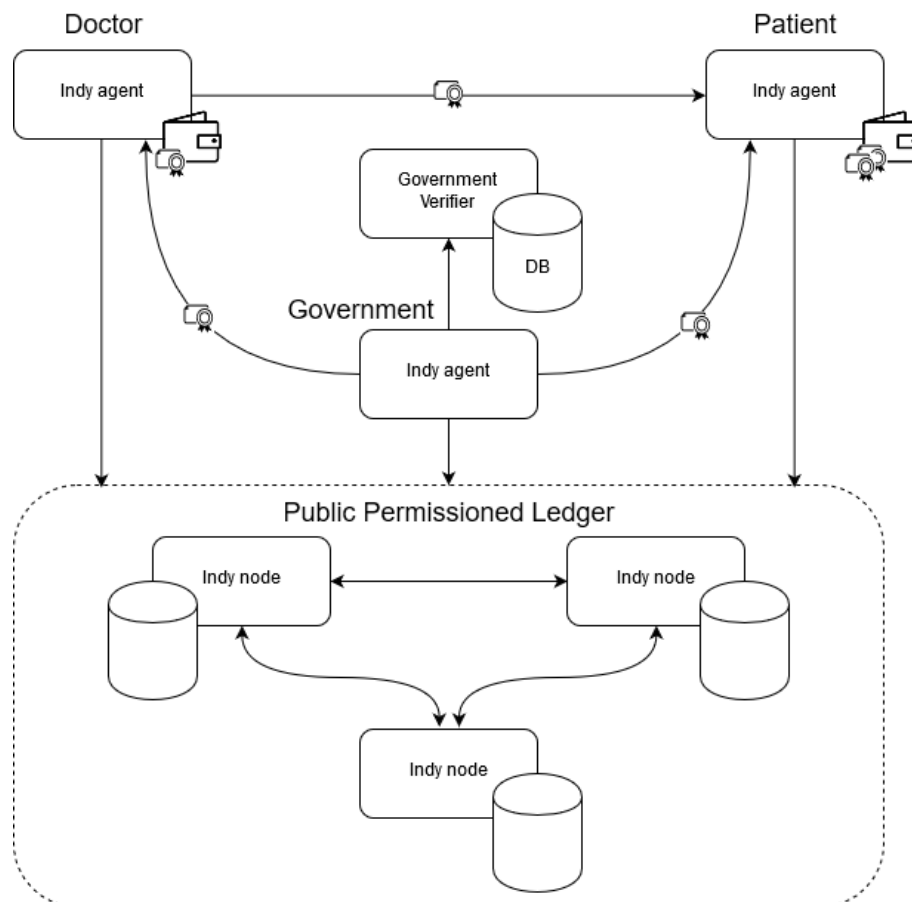 Doctor
Patient
Indy agent
Indy agent
Government
Verifier
DB
Government
Indy agent
Public Permissioned Ledger
Indy node
Indy node
Indy node